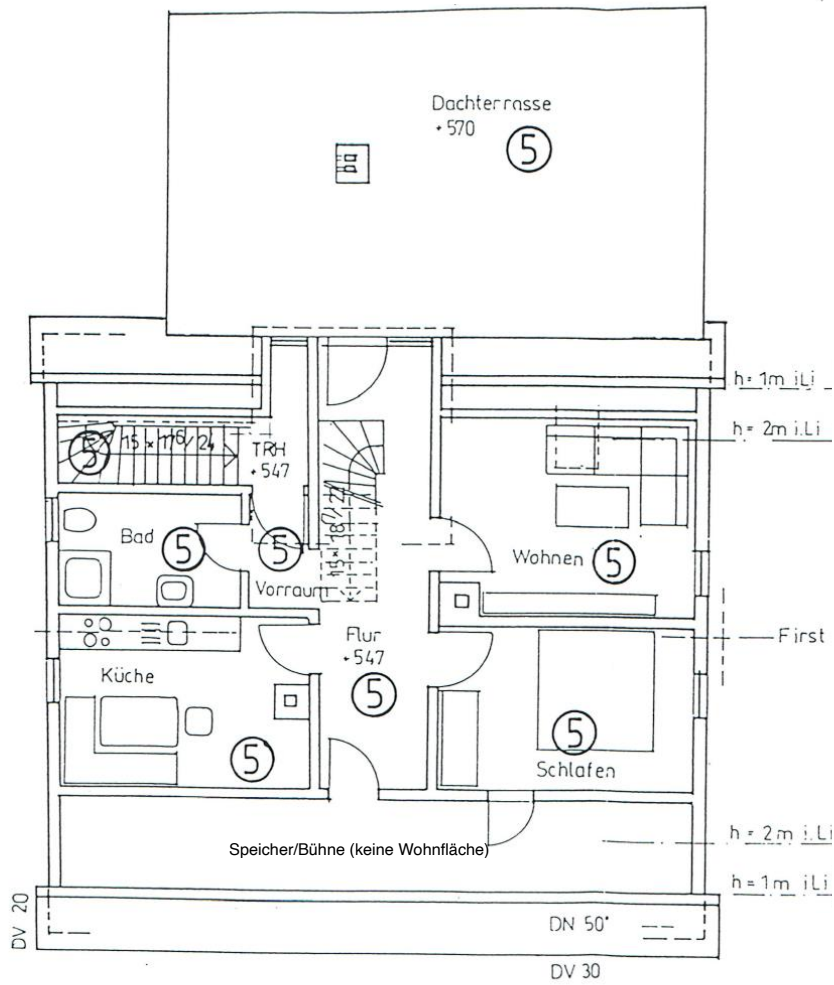 Dachterrasse
+570
5
h= 1m i.Li
h= 2m i.Li
5
15 × 17⁶/24
TRH
+547
Bad
5
5
Vorraum
Wohnen
5
Flur
+547
5
First
Küche
5
5
Schlafen
Speicher/Bühne (keine Wohnfläche)
h= 2m i.Li
h= 1m i.Li
DV 20
DN 50°
DV 30